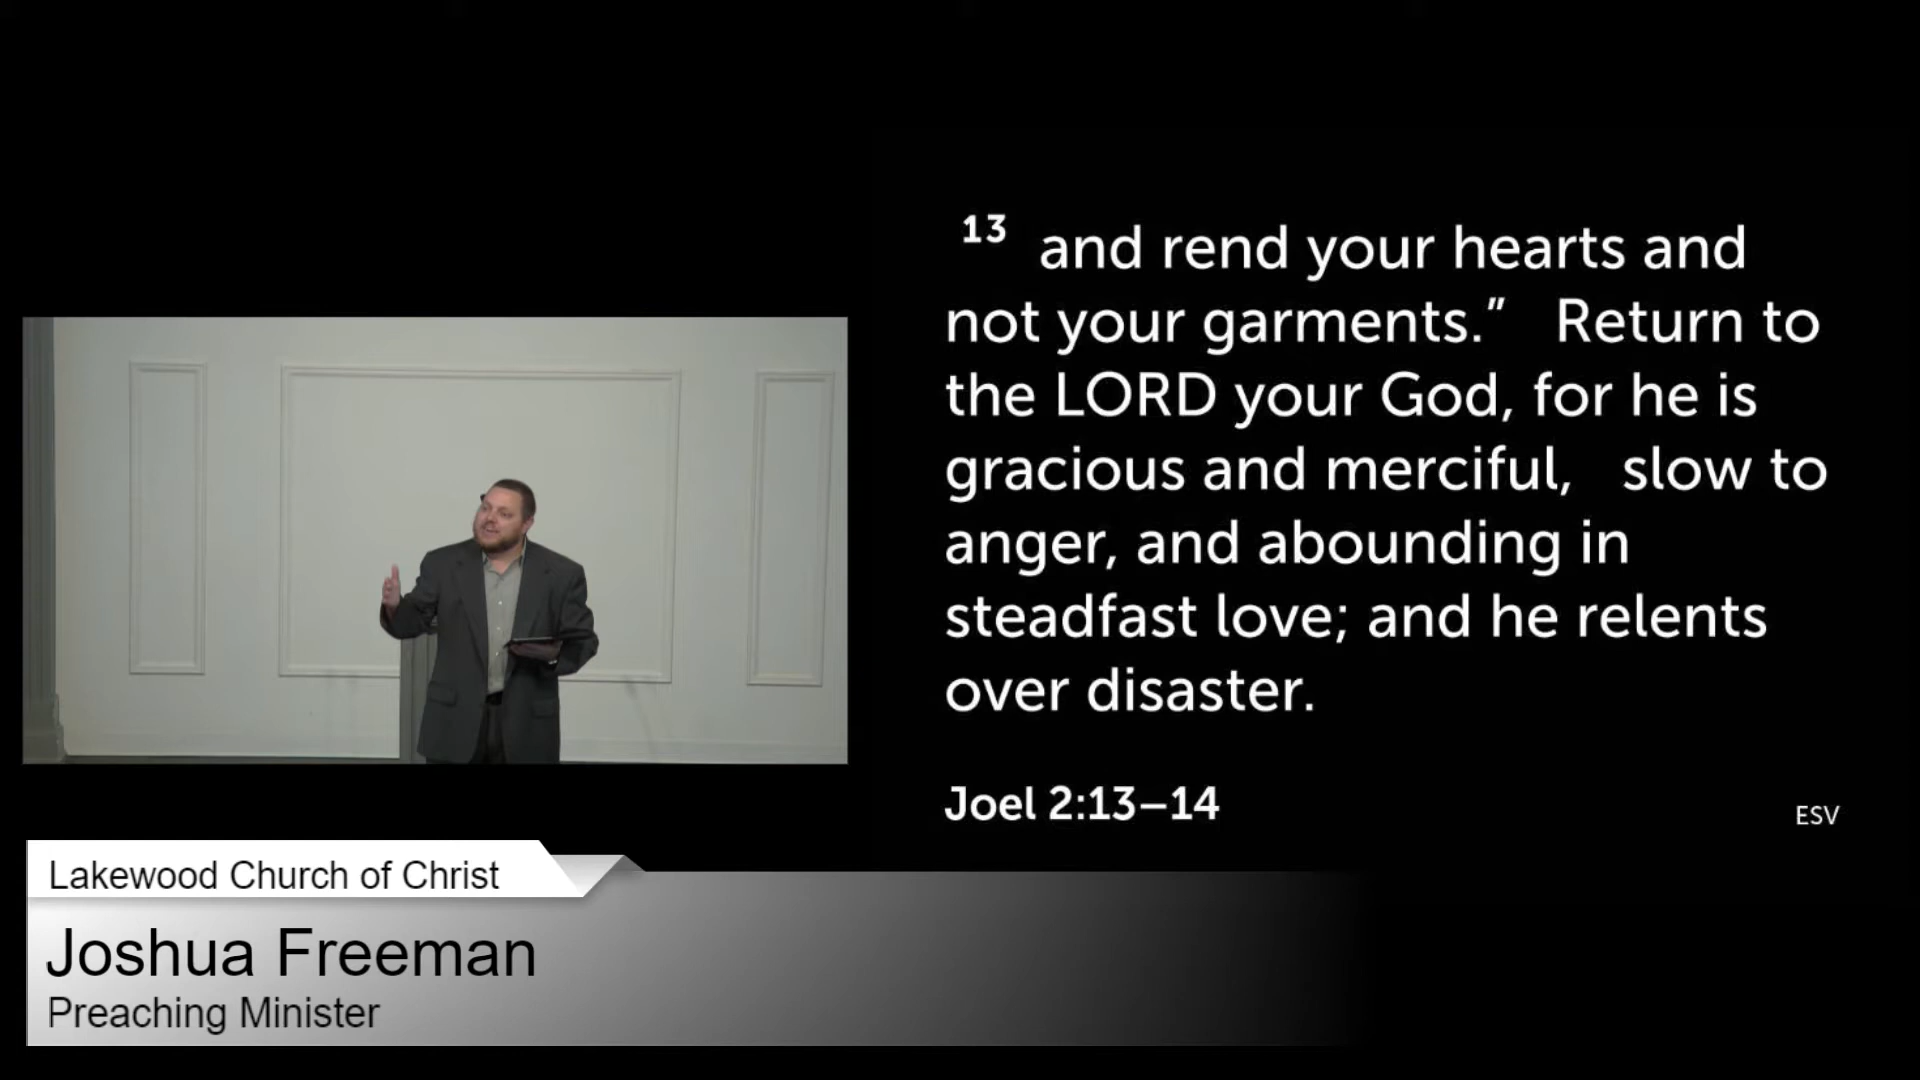 13 and rend your hearts and
not your garments.” Return to
the LORD your God, for he is
gracious and merciful, slow to
anger, and abounding in
steadfast love; and he relents
over disaster.
Joel 2:13–14
ESV
Lakewood Church of Christ
Joshua Freeman
Preaching Minister